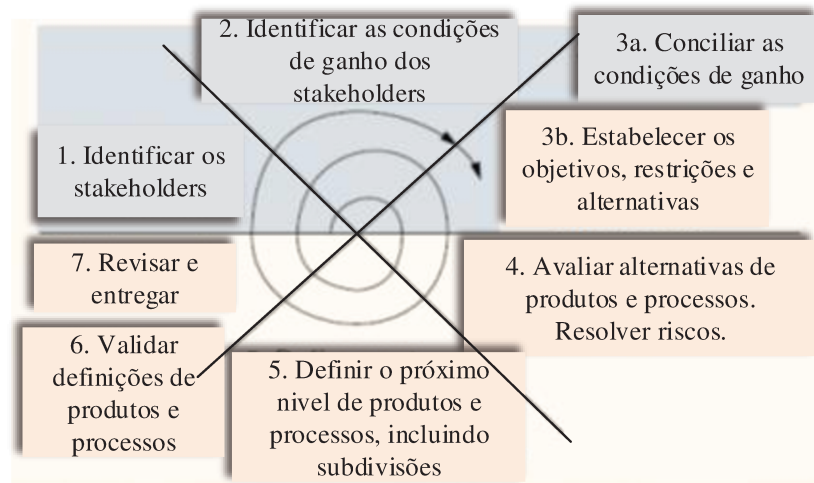 2. Identificar as condições
de ganho dos
stakeholders
3a. Conciliar as
condições de ganho
1. Identificar os
stakeholders
3b. Estabelecer os
objetivos, restrições e
alternativas
7. Revisar e
entregar
4. Avaliar alternativas de
produtos e processos.
Resolver riscos.
6. Validar
definições de
produtos e
processos
5. Definir o próximo
nivel de produtos e
processos, incluindo
subdivisões